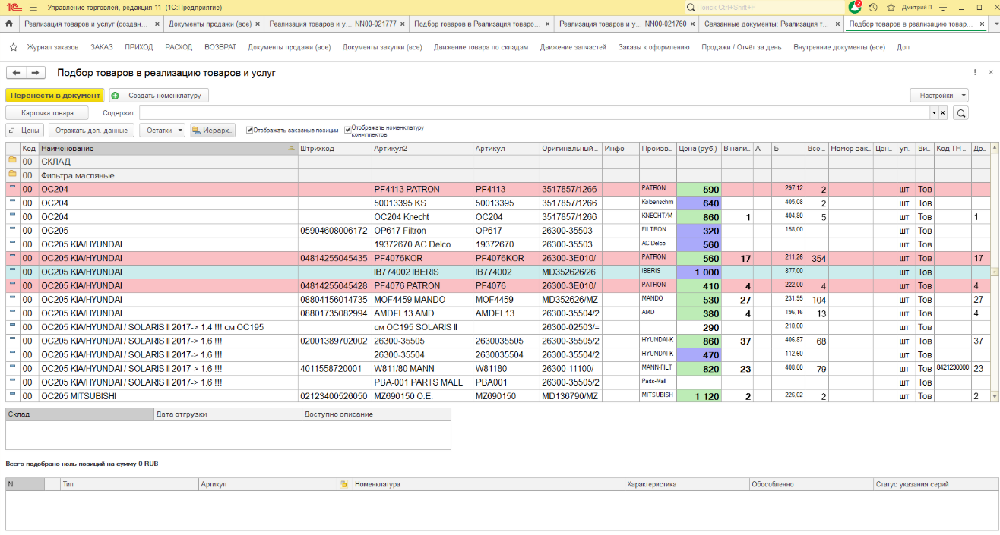 1С Управление торговлей, редакция 11 (1С:Предприятие) Поиск Ctrl+Shift+F 2 Дмитрий П
Реализация товаров и услуг (создан... × Документы продажи (все) × Реализация товаров и у... NN00-021777 × Подбор товаров в Реализация товаро... × Реализация товаров и у... NN00-021760 × Связанные документы: Реализация т... × Подбор товаров в реализацию товар... ×
Журнал заказов ЗАКАЗ ПРИХОД РАСХОД ВОЗВРАТ Документы продажи (все) Документы закупки (все) Движение товара по складам Движение запчастей Заказы к оформлению Продажи / Отчёт за день Внутренние документы (все) Доп
Подбор товаров в реализацию товаров и услуг
Перенести в документ Создать номенклатуру Настройки
Карточка товара Содержит:
Цены Отражать доп. данные Остатки Иерарх.. Отображать заказные позиции Отображать номенклатуру
комнплектов
Код Наименование Штрихкод Артикул2 Артикул Оригинальный .. Инфо Произв.. Цена (руб.) В нали.. А Б Все .. Номер зак.. Цен.. уп. Ви.. Код ТН .. До..
00 СКЛАД
00 Фильтра масляные
00 OC204 PF4113 PATRON PF4113 3517857/1266 PATRON 590 297,12 2 шт Тов
00 OC204 50013395 KS 50013395 3517857/1266 Kolbenschmi 640 405,08 2 шт Тов
00 OC204 OC204 Knecht OC204 3517857/1266 KNECHT/M 860 1 404,80 5 шт Тов 1
00 OC205 05904608006172 OP617 Filtron OP617 26300-35503 FILTRON 320 158,00 шт Тов
00 OC205 KIA/HYUNDAI 19372670 AC Delco 19372670 26300-35503 AC Delco 560 шт Тов
00 OC205 KIA/HYUNDAI 04814255045435 PF4076KOR PF4076KOR 26300-3E010/ PATRON 560 17 211,26 354 шт Тов 17
00 OC205 KIA/HYUNDAI IB774002 IBERIS IB774002 MD352626/26 IBERIS 1 000 877,00 шт Тов
00 OC205 KIA/HYUNDAI 04814255045428 PF4076 PATRON PF4076 26300-3E010/ PATRON 410 4 222,00 4 шт Тов 4
00 OC205 KIA/HYUNDAI 08804156014735 MOF4459 MANDO MOF4459 MD352626/MZ MANDO 530 27 231,95 104 шт Тов 27
00 OC205 KIA/HYUNDAI 08801735082994 AMDFL13 AMD AMDFL13 26300-35504/2 AMD 380 4 196,16 13 шт Тов 4
00 OC205 KIA/HYUNDAI / SOLARIS II 2017-> 1.4 !!! см OC195 см OC195 SOLARIS II 26300-02503/= 290 210,00 шт Тов
00 OC205 KIA/HYUNDAI / SOLARIS II 2017-> 1.6 !!! 02001389702002 26300-35505 2630035505 26300-35505/2 HYUNDAI-K 860 37 406,87 68 шт Тов 37
00 OC205 KIA/HYUNDAI / SOLARIS II 2017-> 1.6 !!! 26300-35504 2630035504 26300-35504/2 HYUNDAI-K 470 112,60 шт Тов
00 OC205 KIA/HYUNDAI / SOLARIS II 2017-> 1.6 !!! 4011558720001 W811/80 MANN W81180 26300-11100/ MANN-FILT 820 23 408,00 79 шт Тов 8421230000 23
00 OC205 KIA/HYUNDAI / SOLARIS II 2017-> 1.6 !!! PBA-001 PARTS MALL PBA001 26300-35505/2 Parts-Mall шт Тов
00 OC205 MITSUBISHI 02123400526050 MZ690150 O.E. MZ690150 MD136790/MZ MITSUBISH 1 120 2 226,02 2 шт Тов 2
Склад Дата отгрузки Доступно описание
Всего подобрано ноль позиций на сумму 0 RUB
N Тип Артикул Номенклатура Характеристика Обособленно Статус указания серий